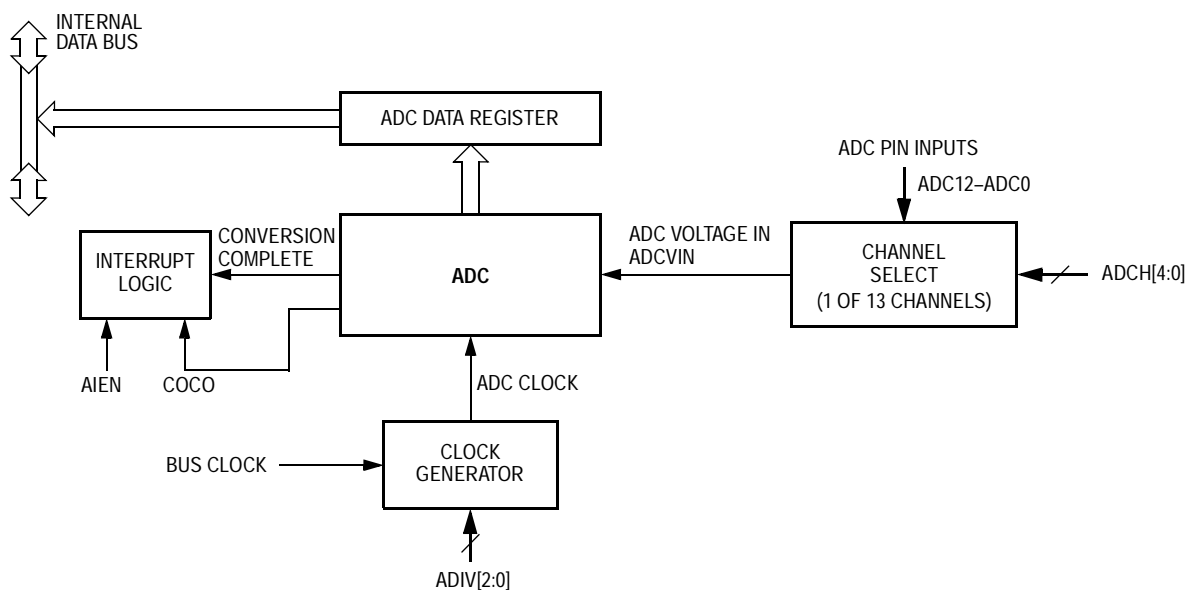 INTERNAL
DATA BUS
ADC DATA REGISTER
ADC PIN INPUTS
ADC12–ADC0
CONVERSION
COMPLETE
INTERRUPT
LOGIC
ADC
ADC VOLTAGE IN
ADCVIN
CHANNEL
SELECT
(1 OF 13 CHANNELS)
ADCH[4:0]
AIEN
COCO
ADC CLOCK
BUS CLOCK
CLOCK
GENERATOR
ADIV[2:0]